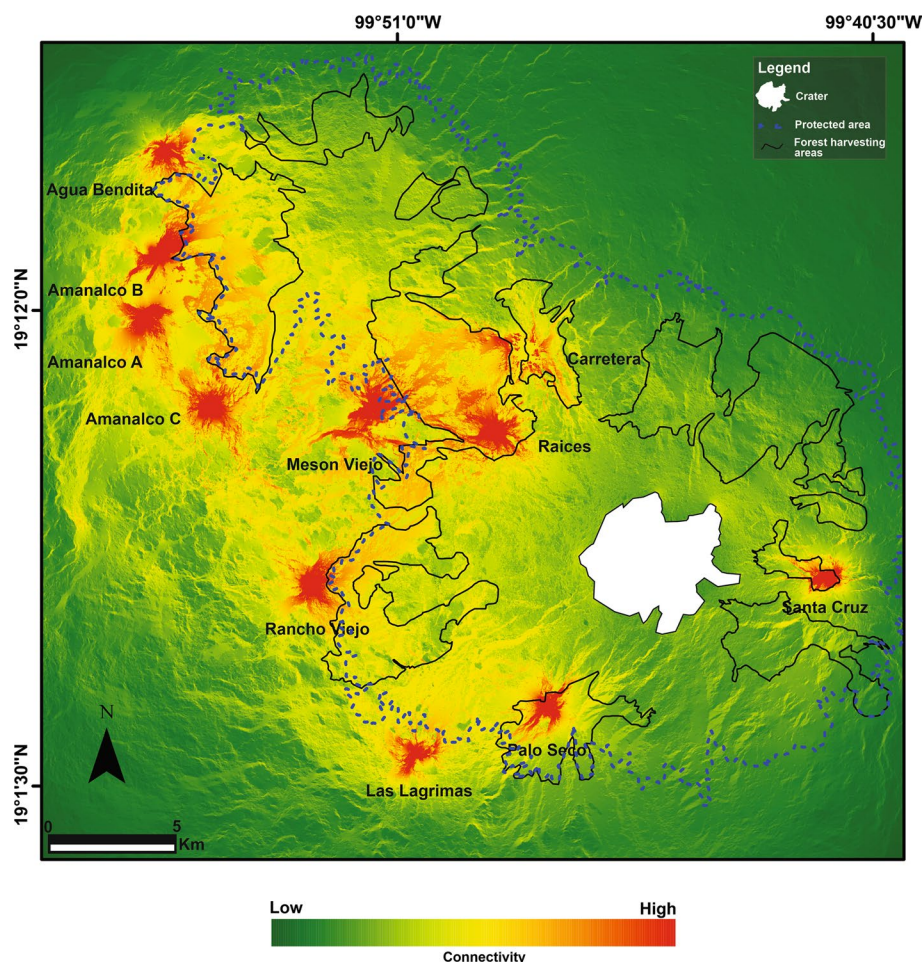 99°51'0"W
99°40'30"W
Legend
Crater
Protected area
Forest harvesting
areas
Agua Bendita
Amanalco B
19°12'0"N
Amanalco A
Carretera
Amanalco C
Raices
Meson Viejo
Santa Cruz
Rancho Viejo
N
Palo Seco
19°1'30"N
Las Lagrimas
0
5
Km
Low
High
Connectivity